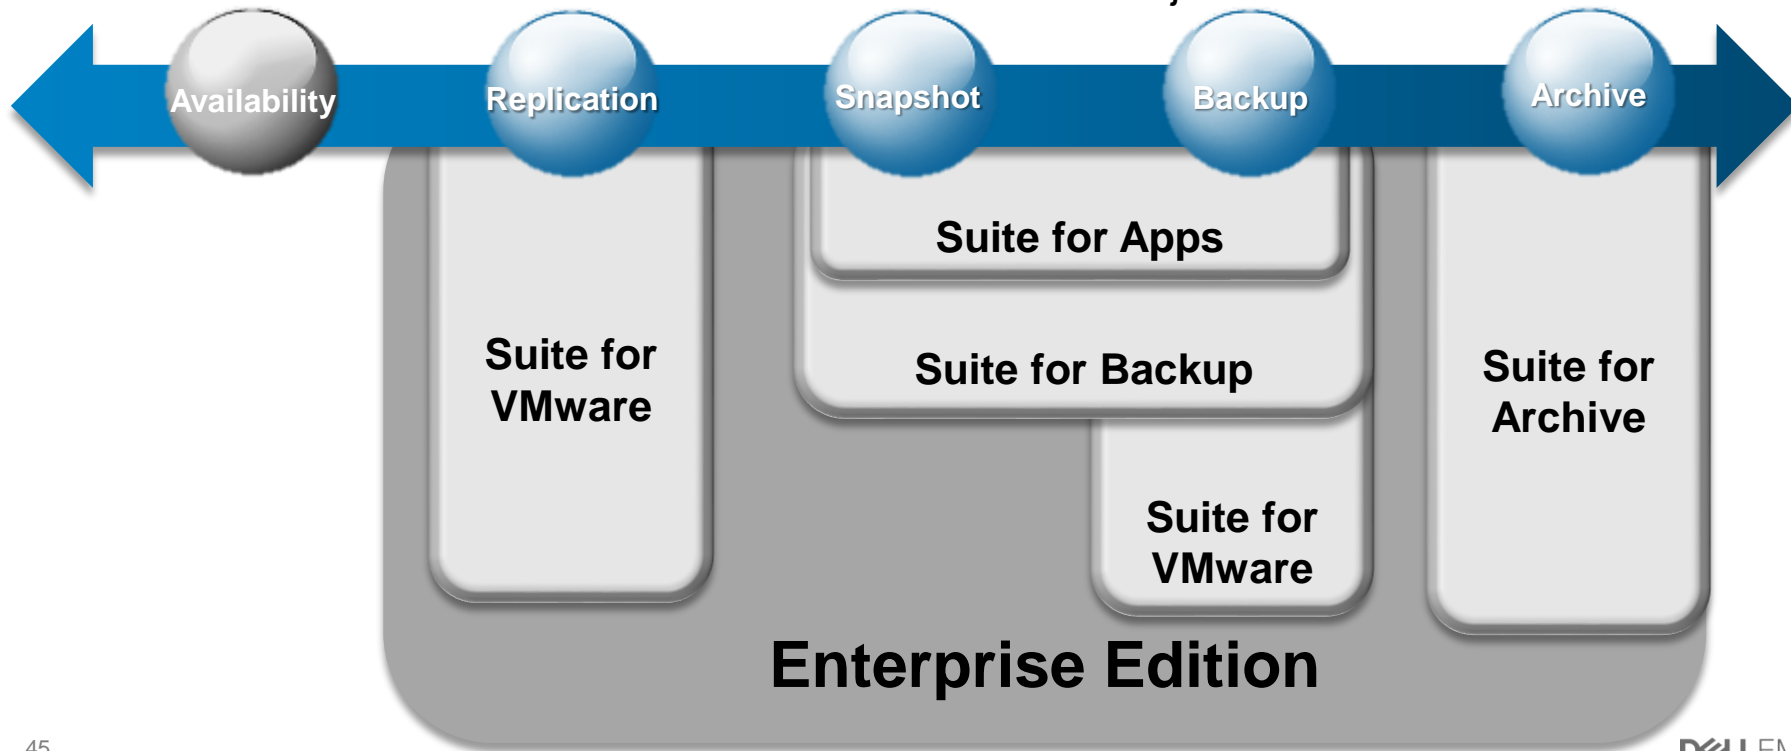 Availability
Replication
Snapshot
Backup
Archive
Suite for Apps
Suite for
VMware
Suite for Backup
Suite for
Archive
Suite for
VMware
Enterprise Edition
45